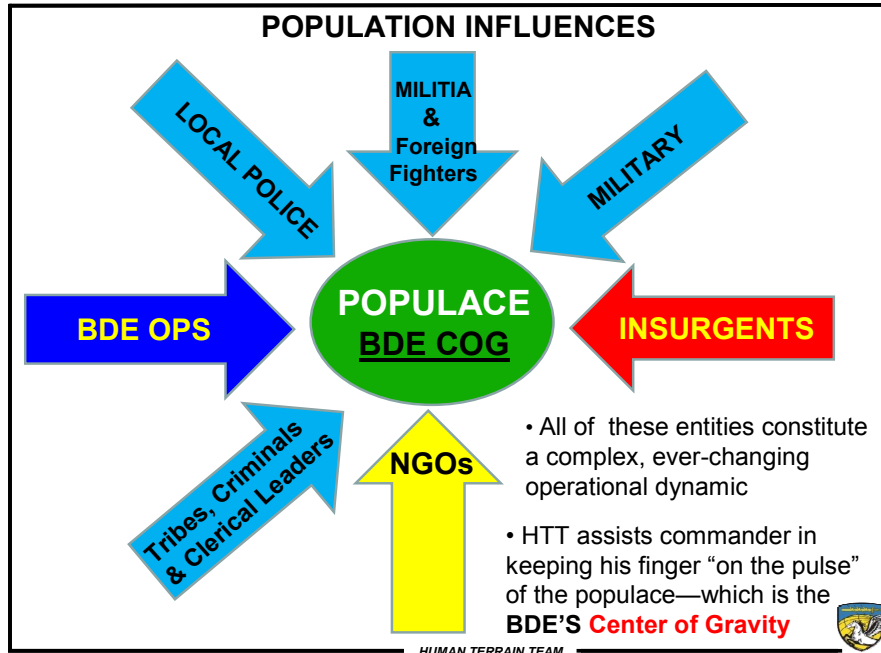 POPULATION INFLUENCES
LOCAL POLICE
MILITIA
&
Foreign
Fighters
MILITARY
BDE OPS
POPULACE
BDE COG
INSURGENTS
Tribes, Criminals
& Clerical Leaders
NGOs
• All of these entities constitute
a complex, ever-changing
operational dynamic
• HTT assists commander in
keeping his finger “on the pulse”
of the populace—which is the
BDE'S Center of Gravity
HUMAN TERRAIN TEAM